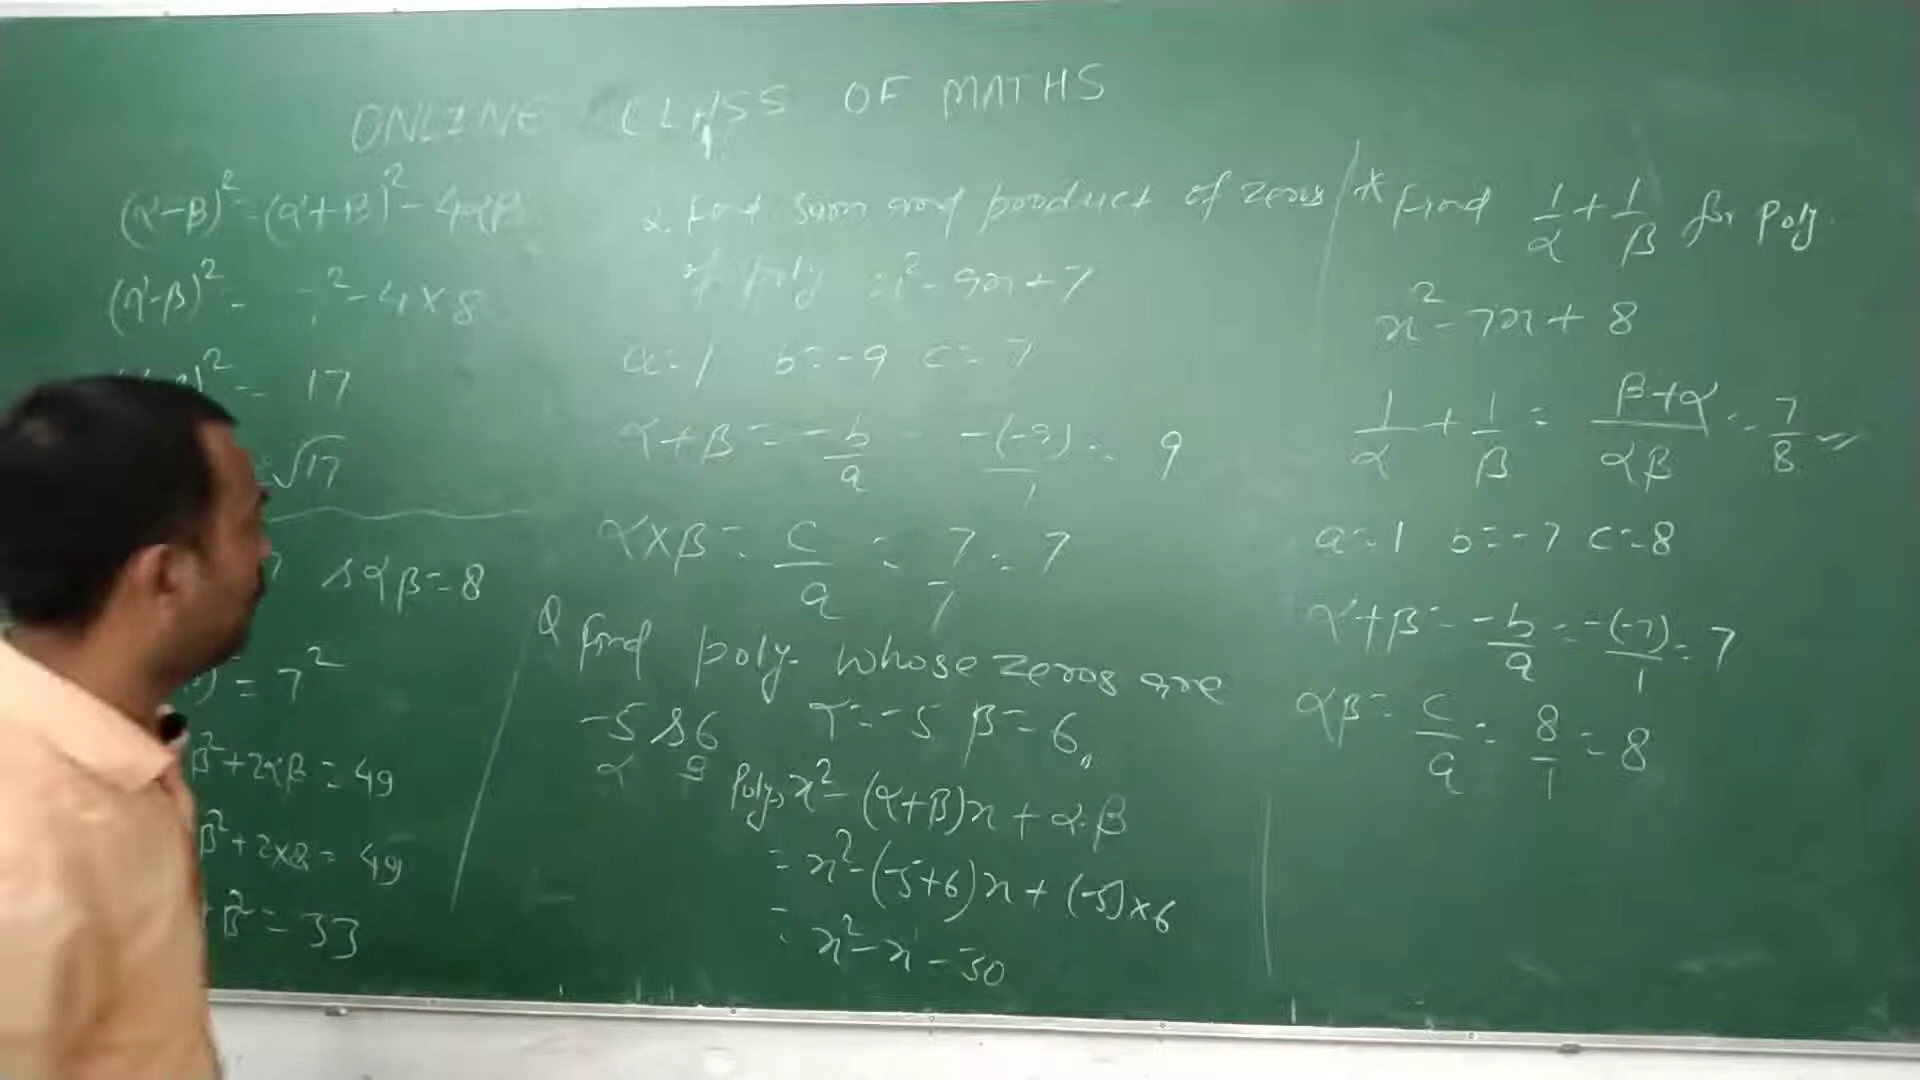 ONLINE CLASS OF MATHS
(α-β)² = (α+β)² - 4αβ
(α-β)² = ² - 4×8
)² = 17
√17
αβ=8
) = 7²
β²+2αβ = 49
β²+2×8 = 49
+β² = 33
Q Find sum and product of zeros
of poly ² - 9x + 7
a=1 b=-9 c=7
α+β = -b/a = -(-9)/1 = 9
α×β = c/a = 7/7 = 7
Q find poly. whose zeros are
-5 & 6 α=-5 β=6
α β
Poly x² - (α+β)x + α.β
= x² - (-5+6)x + (-5)×6
= x² - x - 30
* Find 1/α + 1/β for poly.
x² - 7x + 8
1/α + 1/β = β+α/αβ = 7/8
a=1 b=-7 c=8
α+β = -b/a = -(-7)/1 = 7
αβ = c/a = 8/1 = 8